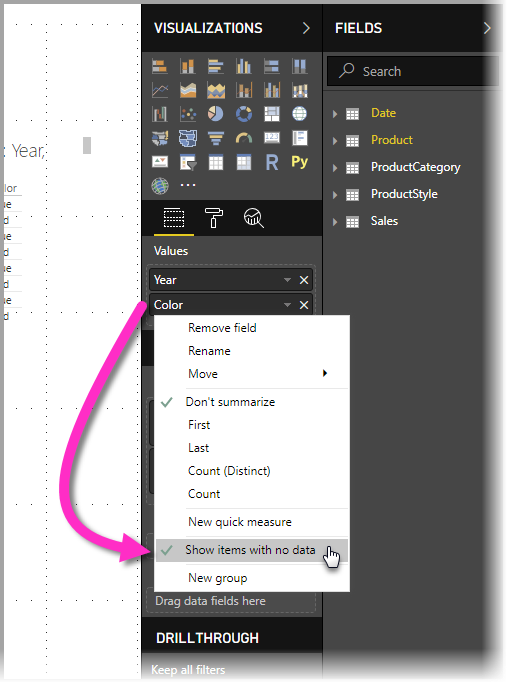 VISUALIZATIONS
FIELDS
Search
R
Py
123
Date
Product
ProductCategory
ProductStyle
Sales
Year,
Values
Year
Color
Remove field
Rename
Move
Don't summarize
First
Last
Count (Distinct)
Count
New quick measure
Show items with no data
New group
Drag data fields here
DRILLTHROUGH
Keep all filters